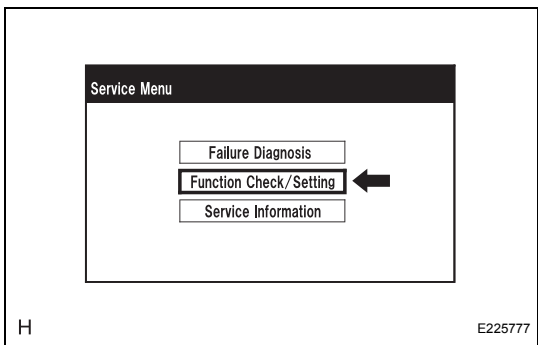 Service Menu
Failure Diagnosis
Function Check/Setting
Service Information
H
E225777